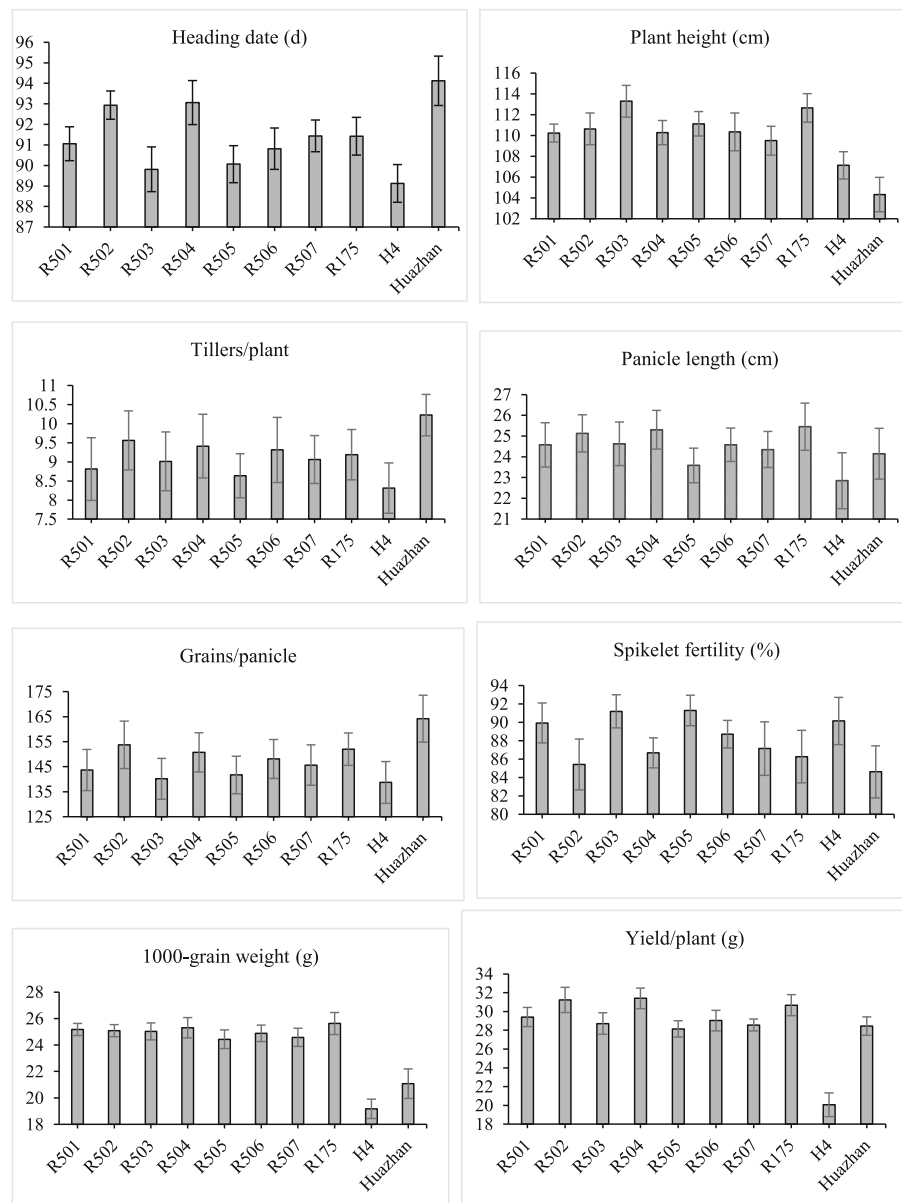 Heading date (d)
96
95
94
93
92
91
90
89
88
87
R501
R502
R503
R504
R505
R506
R507
R175
H4
Huazhan
Plant height (cm)
116
114
112
110
108
106
104
102
R501
R502
R503
R504
R505
R506
R507
R175
H4
Huazhan
Tillers/plant
11
10.5
10
9.5
9
8.5
8
7.5
R501
R502
R503
R504
R505
R506
R507
R175
H4
Huazhan
Panicle length (cm)
27
26
25
24
23
22
21
R501
R502
R503
R504
R505
R506
R507
R175
H4
Huazhan
Grains/panicle
175
165
155
145
135
125
R501
R502
R503
R504
R505
R506
R507
R175
H4
Huazhan
Spikelet fertility (%)
94
92
90
88
86
84
82
80
R501
R502
R503
R504
R505
R506
R507
R175
H4
Huazhan
1000-grain weight (g)
28
26
24
22
20
18
R501
R502
R503
R504
R505
R506
R507
R175
H4
Huazhan
Yield/plant (g)
34
32
30
28
26
24
22
20
18
R501
R502
R503
R504
R505
R506
R507
R175
H4
Huazhan